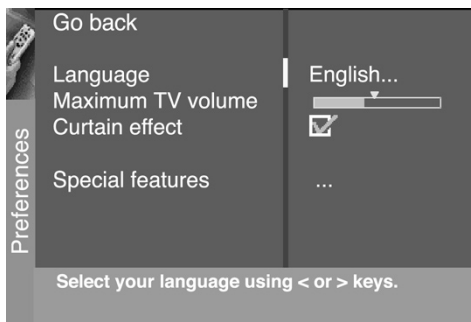 Go back
Language English...
Maximum TV volume
Curtain effect
Special features ...
Preferences
Select your language using < or > keys.